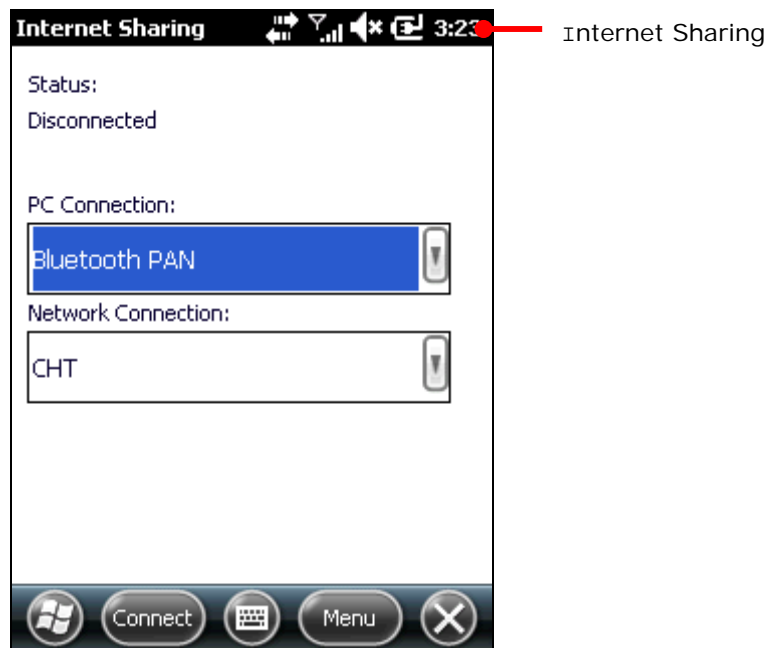 Internet Sharing 3:23
Internet Sharing
Status:
Disconnected
PC Connection:
Bluetooth PAN
Network Connection:
CHT
Connect Menu